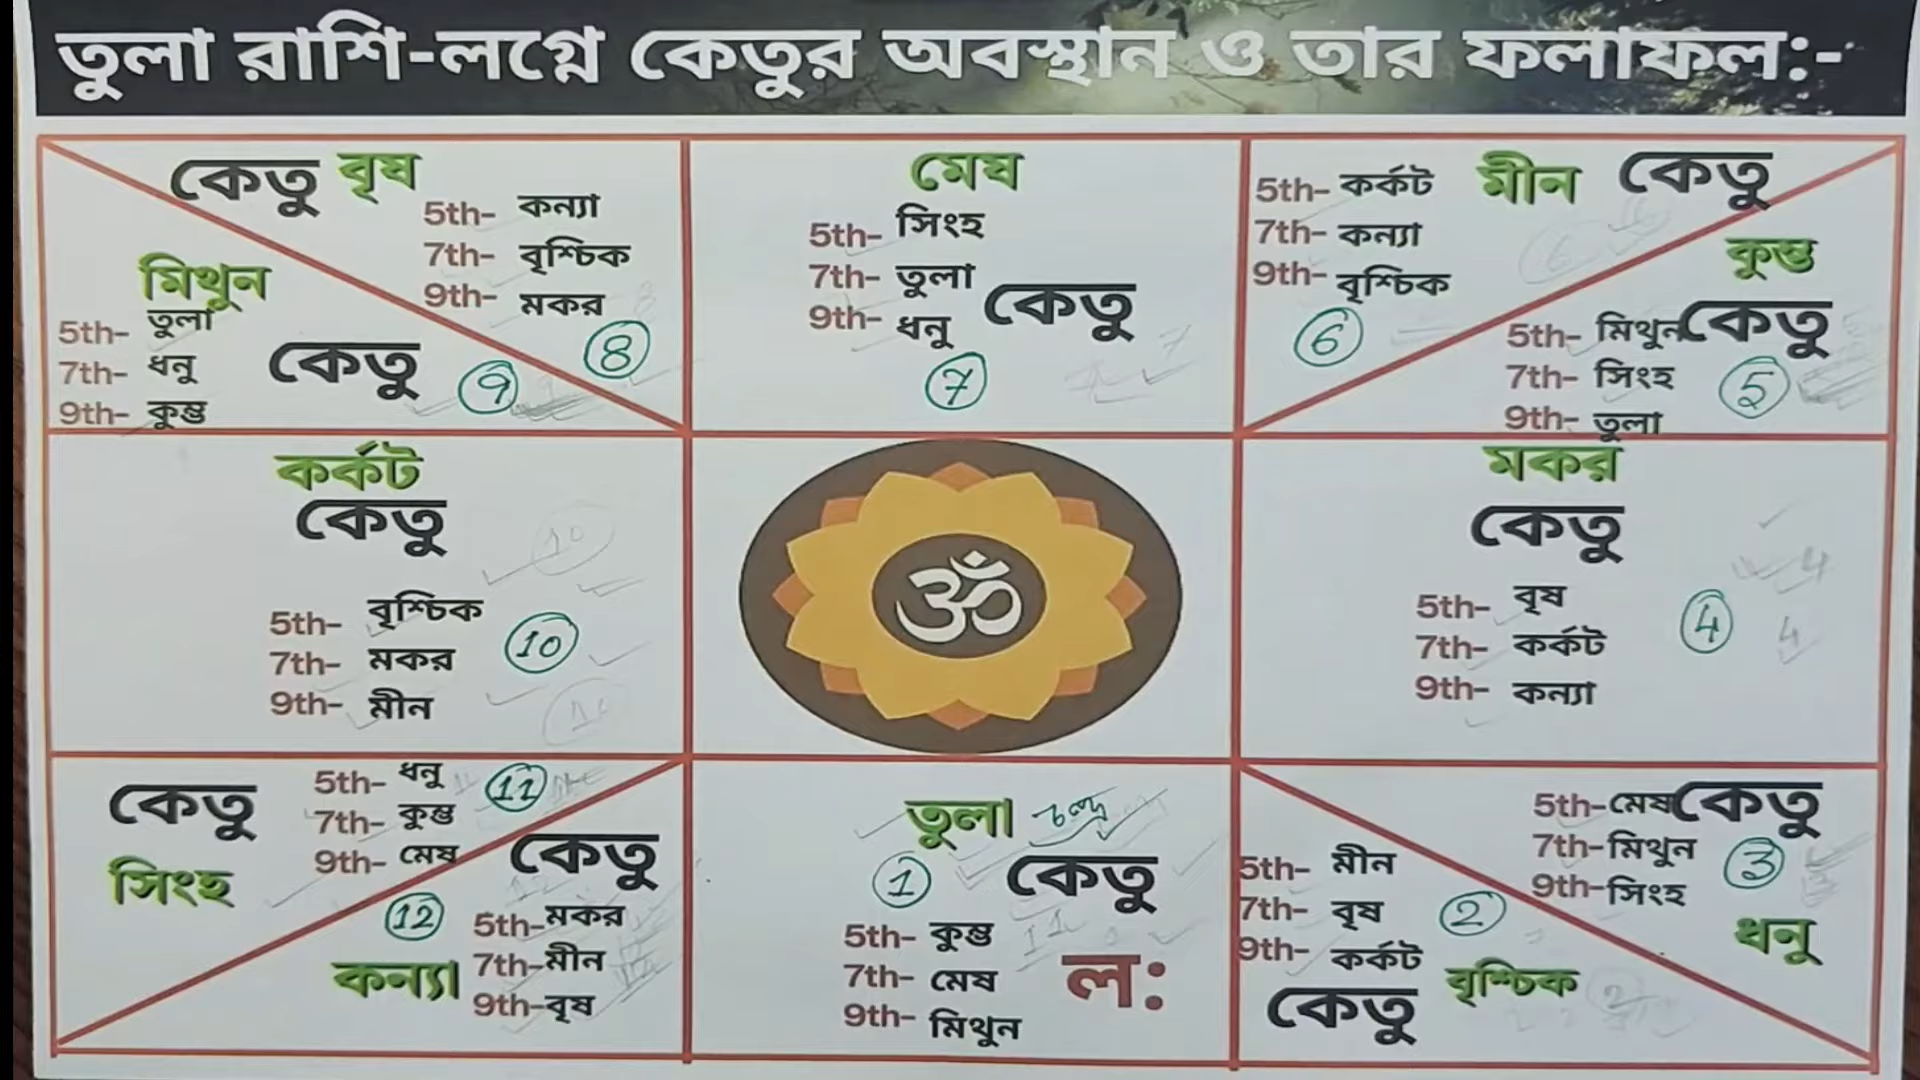 তুলা রাশি-লগ্নে কেতুর অবস্থান ও তার ফলাফল:-
কেতু বৃষ
5th- কন্যা
7th- বৃশ্চিক
9th- মকর
8
মিথুন
5th- তুলা
7th- ধনু
9th- কুম্ভ
কেতু
9
মেষ
5th- সিংহ
7th- তুলা
9th- ধনু
কেতু
7
মীন কেতু
5th- কর্কট
7th- কন্যা
9th- বৃশ্চিক
6
কুম্ভ
কেতু
5th- মিথুন
7th- সিংহ
9th- তুলা
5
কর্কট
কেতু
5th- বৃশ্চিক
7th- মকর
9th- মীন
10
ॐ
মকর
কেতু
5th- বৃষ
7th- কর্কট
9th- কন্যা
4
4
4
কেতু
সিংহ
5th- ধনু
7th- কুম্ভ
9th- মেষ
11
কেতু
12
5th-মকর
7th-মীন
9th-বৃষ
কন্যা
তুলা চন্দ্র
1
কেতু
5th- কুম্ভ
7th- মেষ
9th- মিথুন
ল:
5th- মীন
7th- বৃষ
9th- কর্কট
2
কেতু
বৃশ্চিক
5th-মেষ
7th-মিথুন
9th-সিংহ
কেতু
3
ধনু